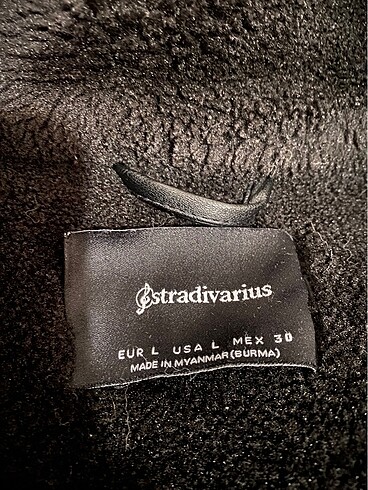 stradivarius
EUR L USA L MEX 30
MADE IN MYANMAR (BURMA)